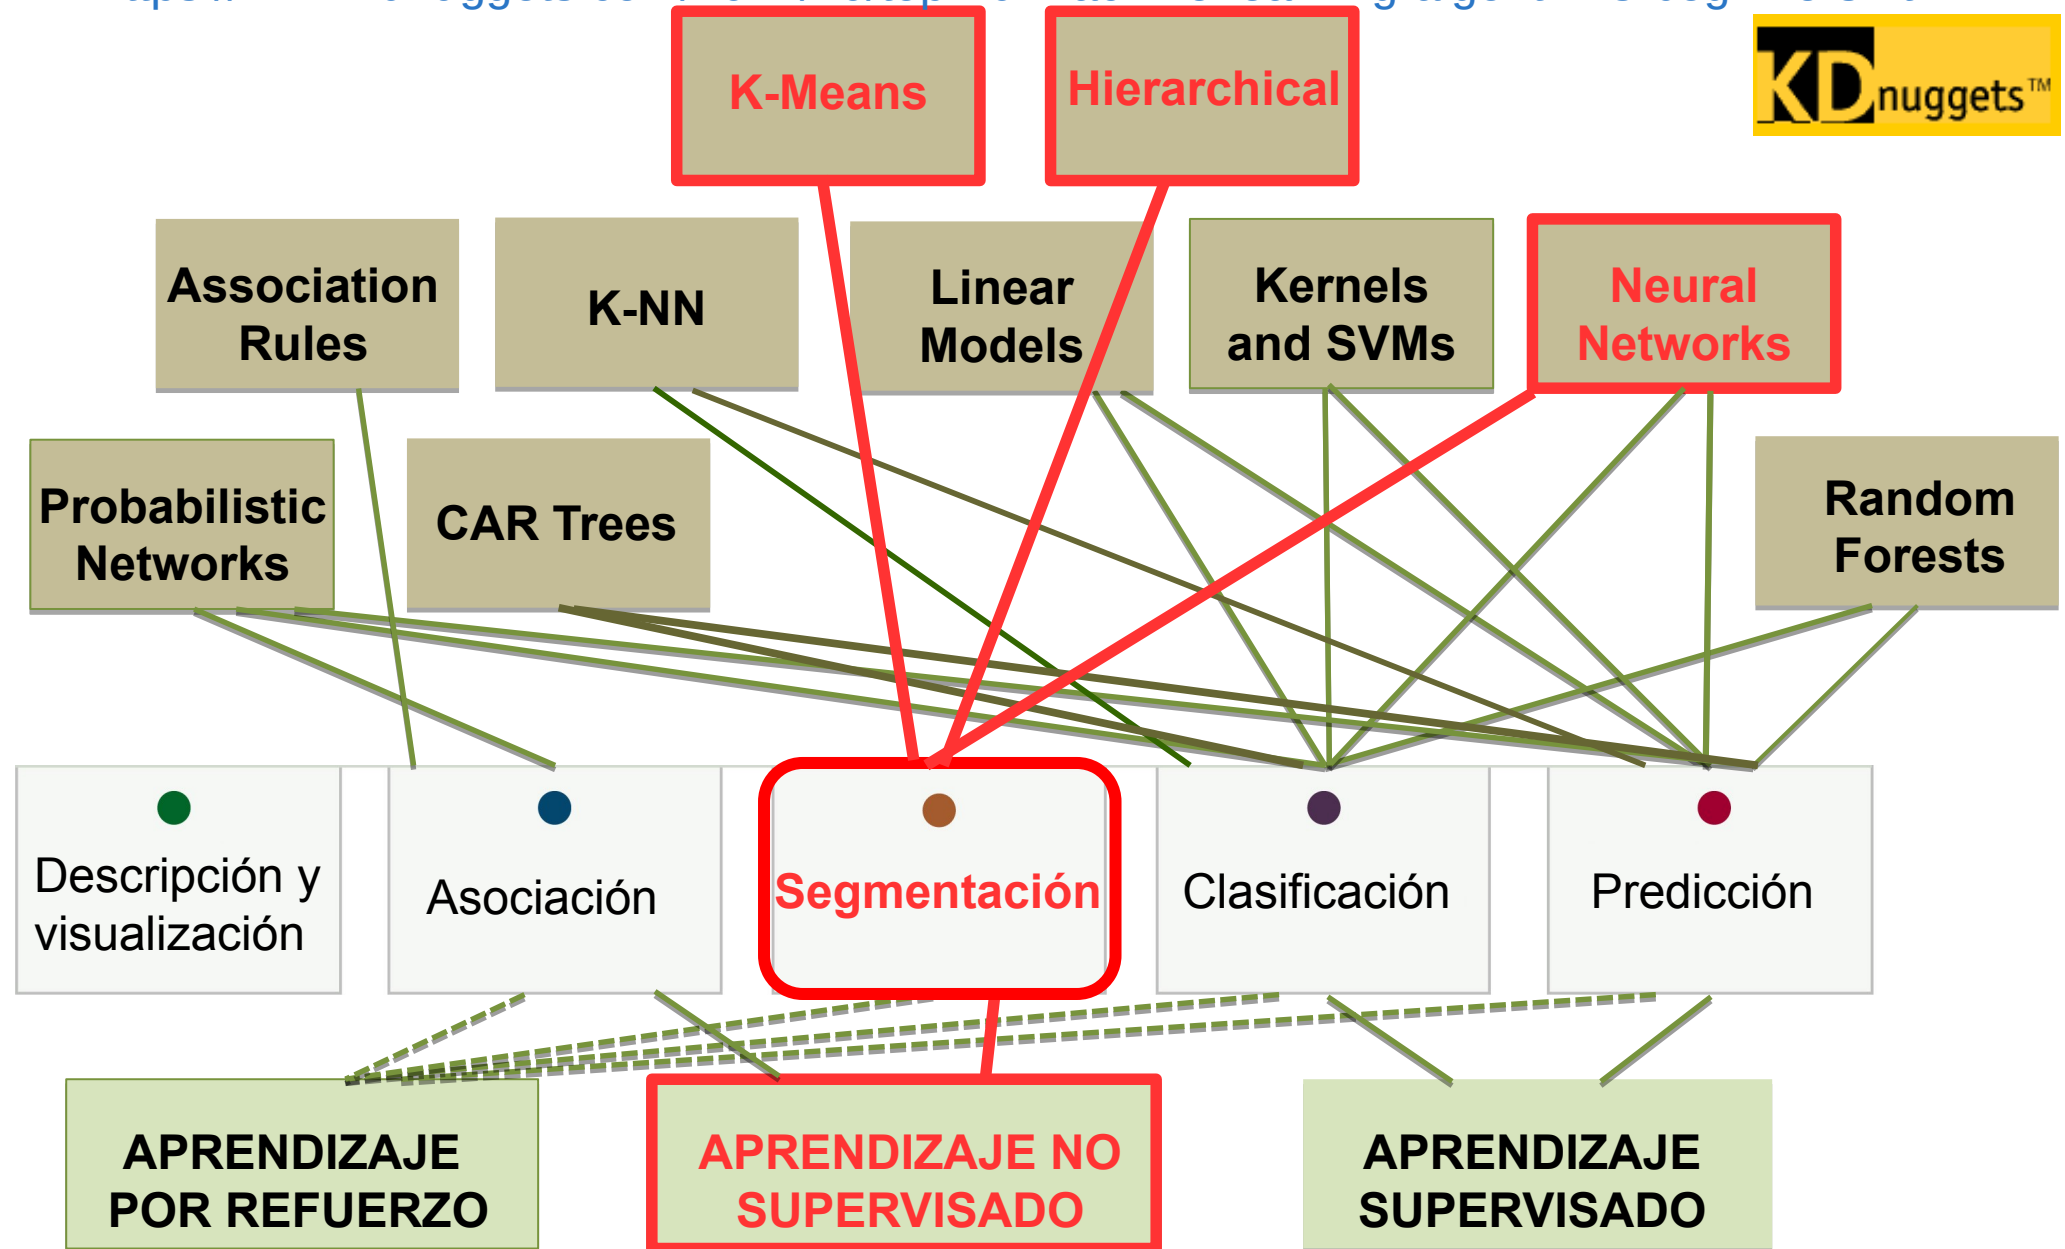 K-Means
Hierarchical
KDnuggets™
Association
Rules
K-NN
Linear
Models
Kernels
and SVMs
Neural
Networks
Probabilistic
Networks
CAR Trees
Random
Forests
Descripción y
visualización
Asociación
Segmentación
Clasificación
Predicción
APRENDIZAJE
POR REFUERZO
APRENDIZAJE NO
SUPERVISADO
APRENDIZAJE
SUPERVISADO